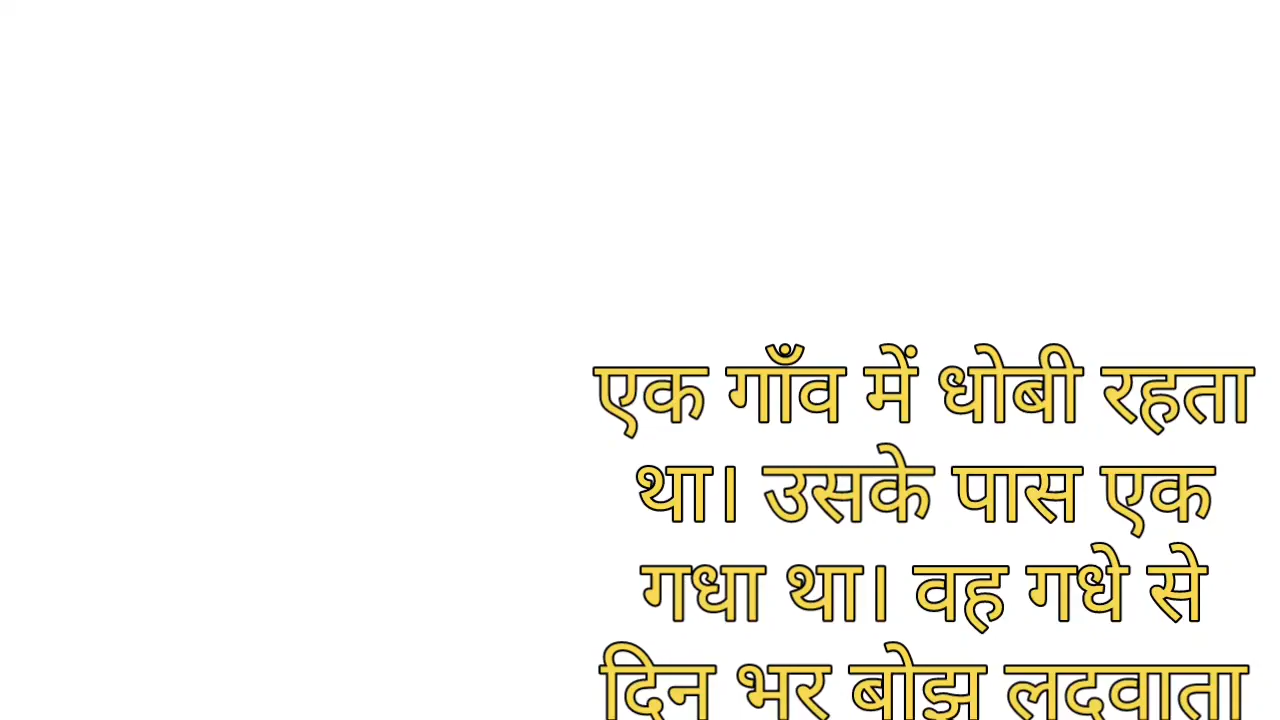 एक गाँव में धोबी रहता
था। उसके पास एक
गधा था। वह गधे से
दिन भर बोझ लदवाता